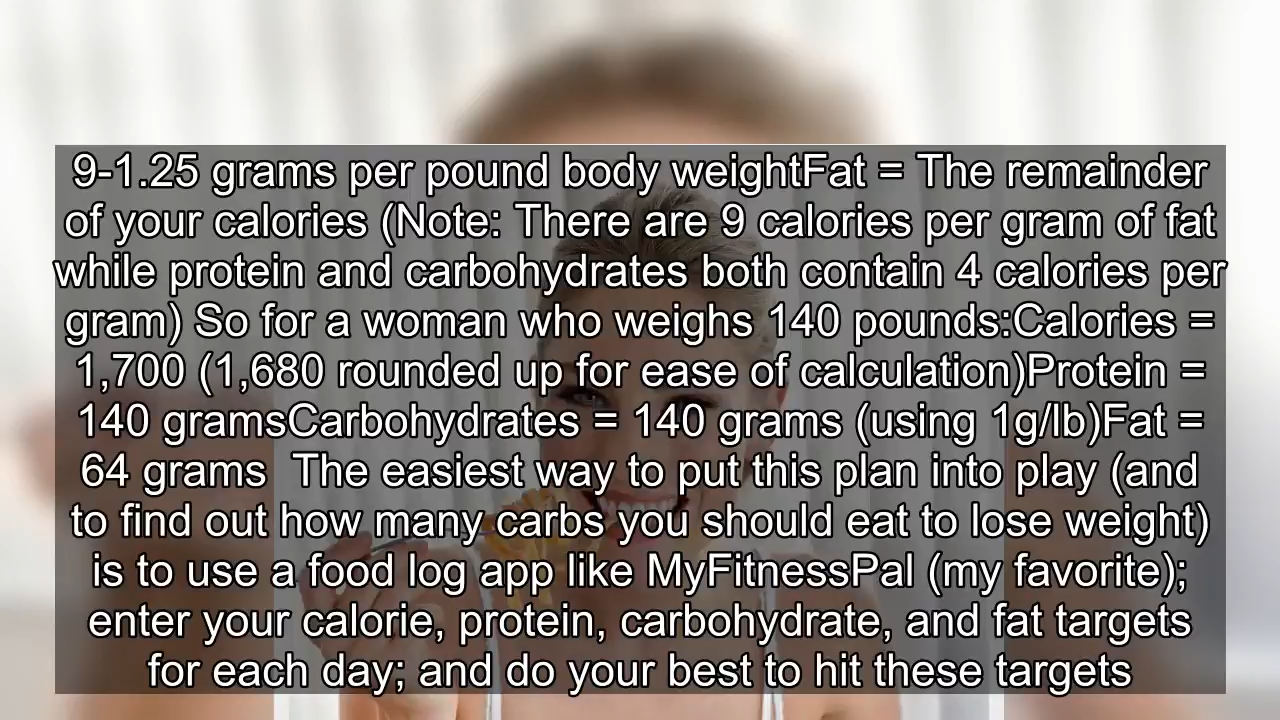 9-1.25 grams per pound body weightFat = The remainder
of your calories (Note: There are 9 calories per gram of fat
while protein and carbohydrates both contain 4 calories per
gram) So for a woman who weighs 140 pounds:Calories =
1,700 (1,680 rounded up for ease of calculation)Protein =
140 gramsCarbohydrates = 140 grams (using 1g/lb)Fat =
64 grams  The easiest way to put this plan into play (and
to find out how many carbs you should eat to lose weight)
is to use a food log app like MyFitnessPal (my favorite);
enter your calorie, protein, carbohydrate, and fat targets
for each day; and do your best to hit these targets